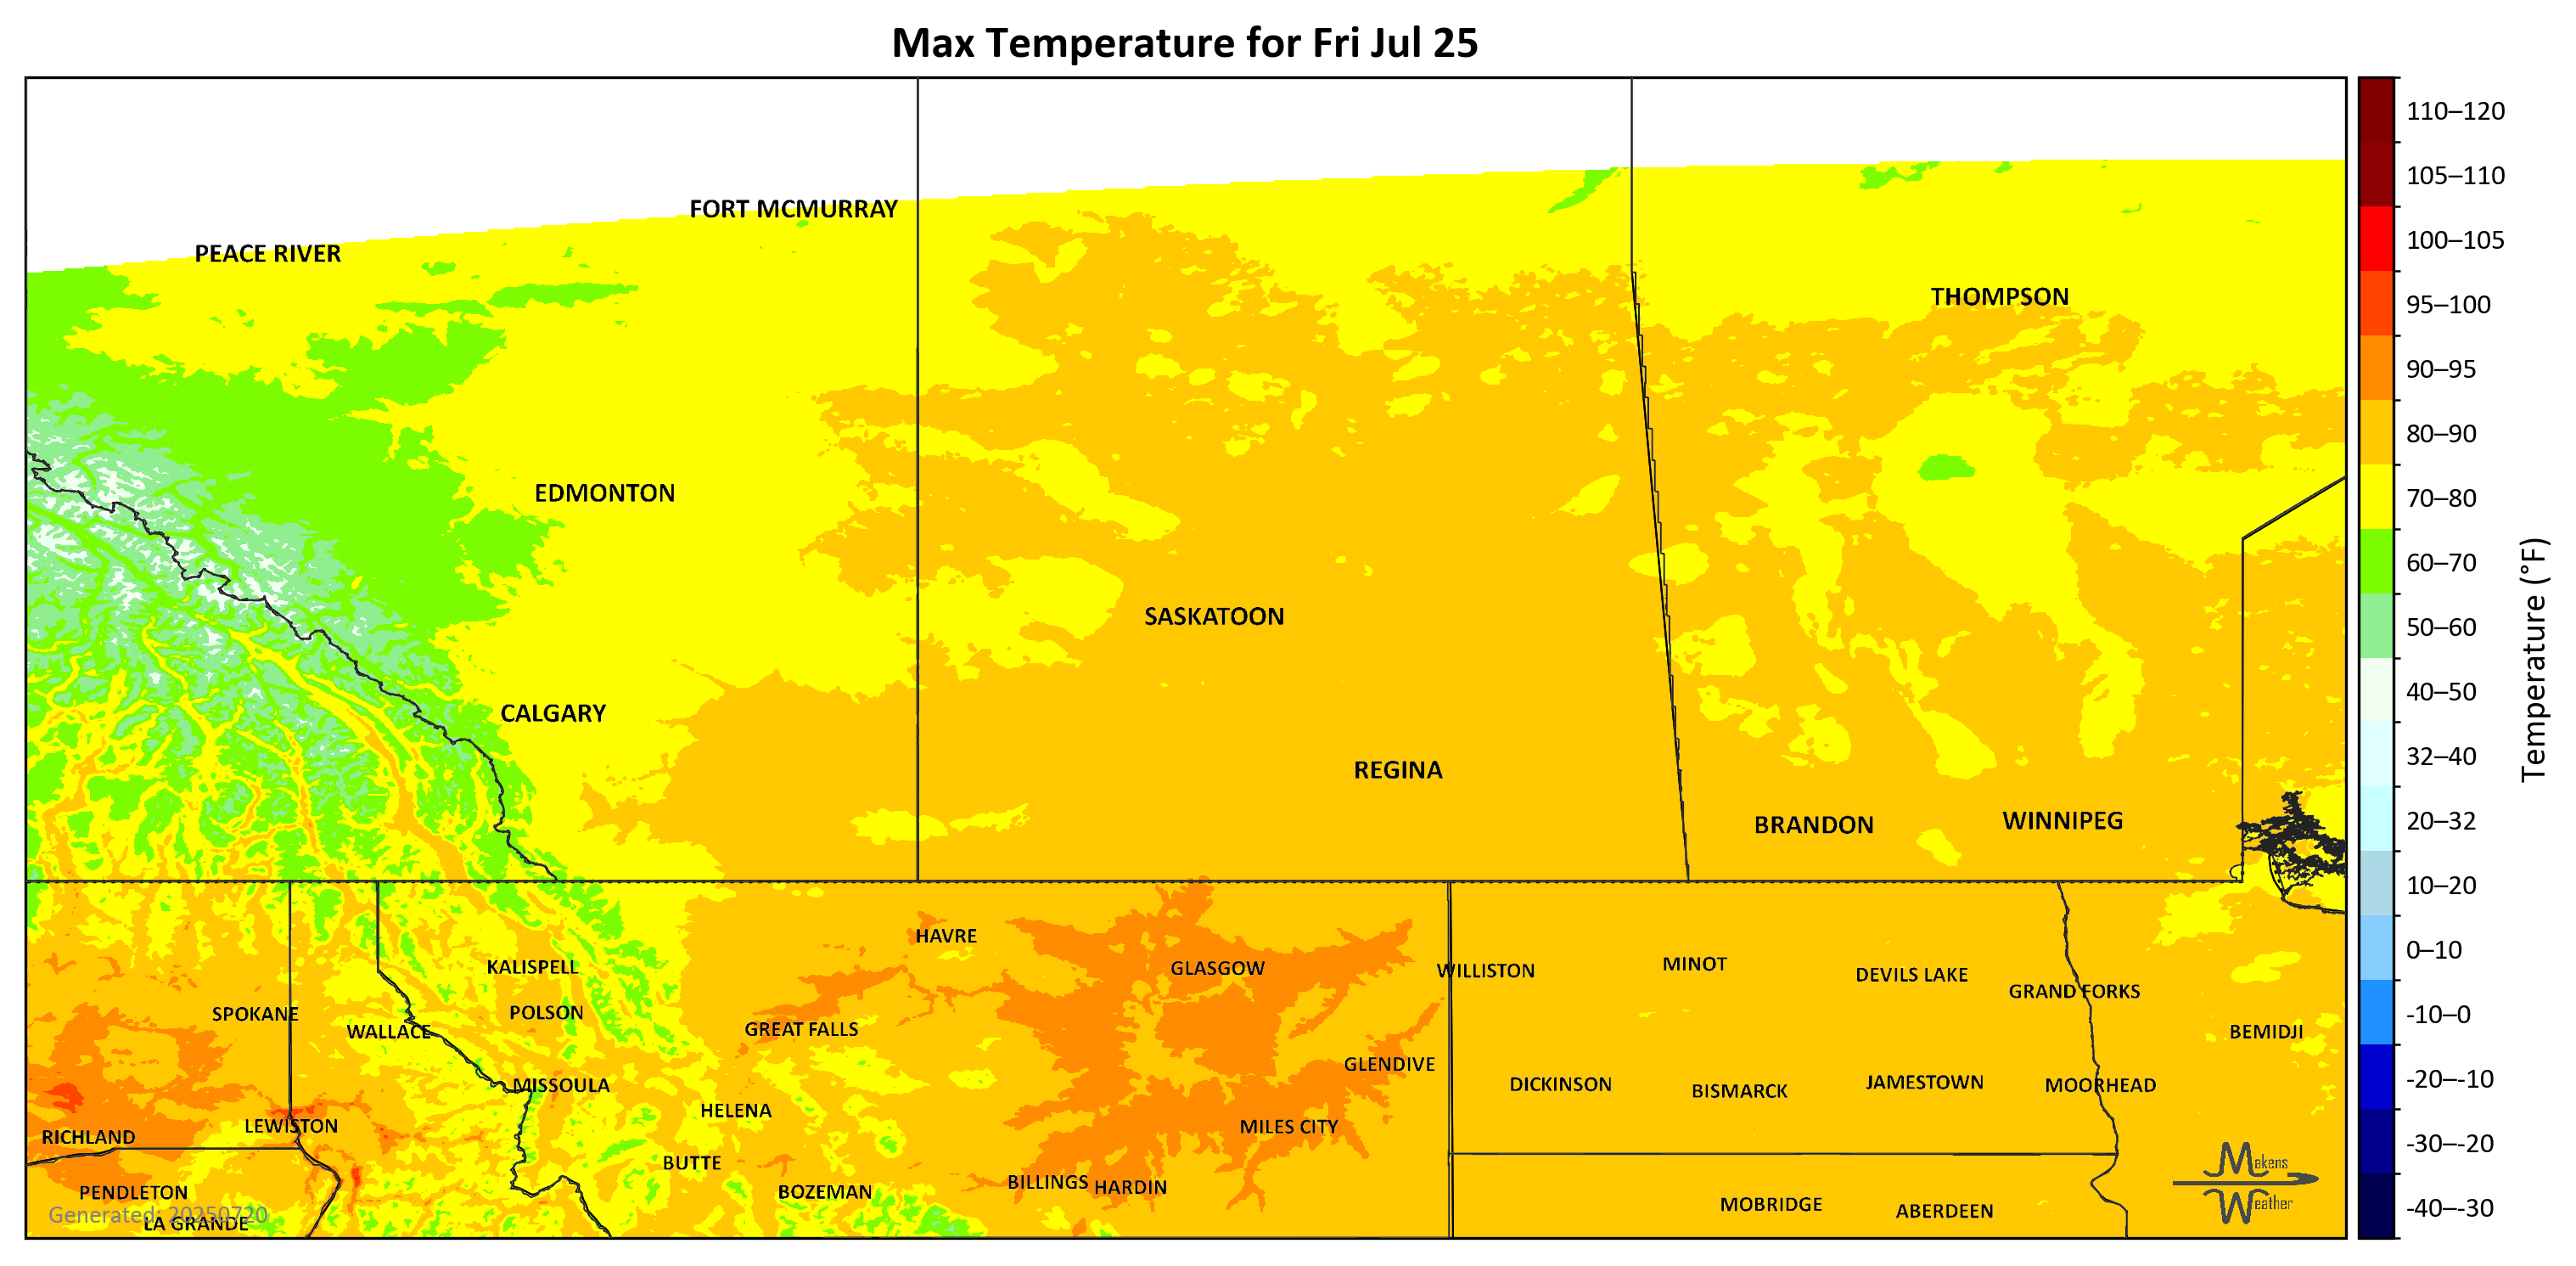 Max Temperature for Fri Jul 25
FORT MCMURRAY
PEACE RIVER
THOMPSON
EDMONTON
SASKATOON
CALGARY
REGINA
BRANDON
WINNIPEG
HAVRE
KALISPELL
GLASGOW
WILLISTON
MINOT
DEVILS LAKE
GRAND FORKS
SPOKANE
POLSON
WALLACE
GREAT FALLS
BEMIDJI
GLENDIVE
MISSOULA
DICKINSON
BISMARCK
JAMESTOWN
MOORHEAD
HELENA
LEWISTON
MILES CITY
RICHLAND
BUTTE
BILLINGS
HARDIN
PENDLETON
BOZEMAN
MOBRIDGE
ABERDEEN
Generated: 20250720
LA GRANDE
Makens
Weather
110–120
105–110
100–105
95–100
90–95
80–90
70–80
60–70
50–60
40–50
32–40
20–32
10–20
0–10
-10–0
-20–-10
-30–-20
-40–-30
Temperature (°F)